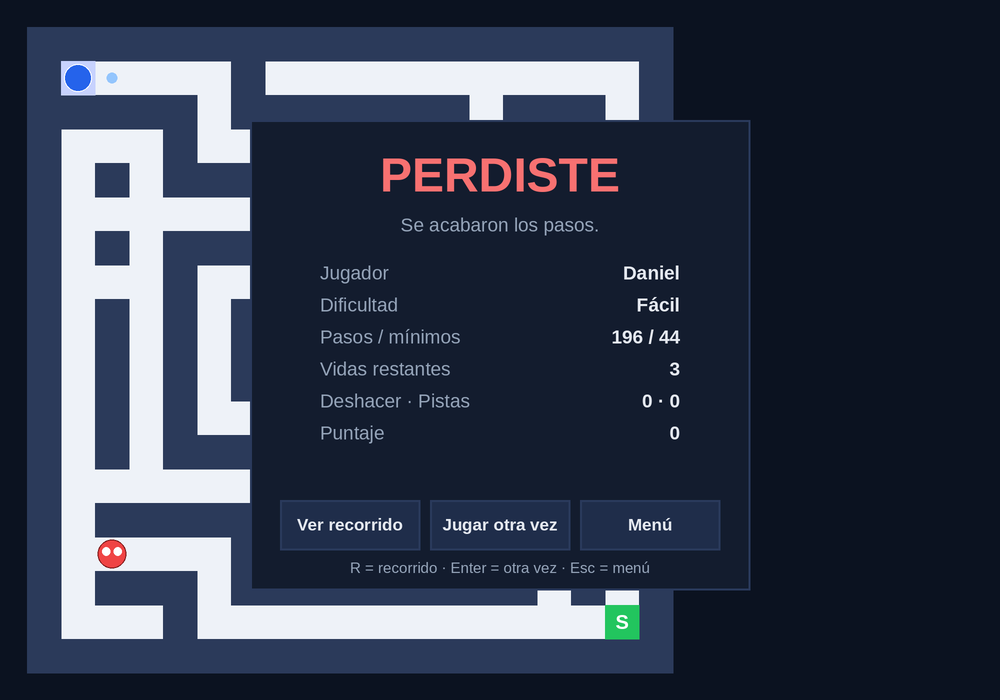 PERDISTE
Se acabaron los pasos.
Jugador Daniel
Dificultad Fácil
Pasos / mínimos 196 / 44
Vidas restantes 3
Deshacer · Pistas 0 · 0
Puntaje 0
Ver recorrido Jugar otra vez Menú
R = recorrido · Enter = otra vez · Esc = menú
S